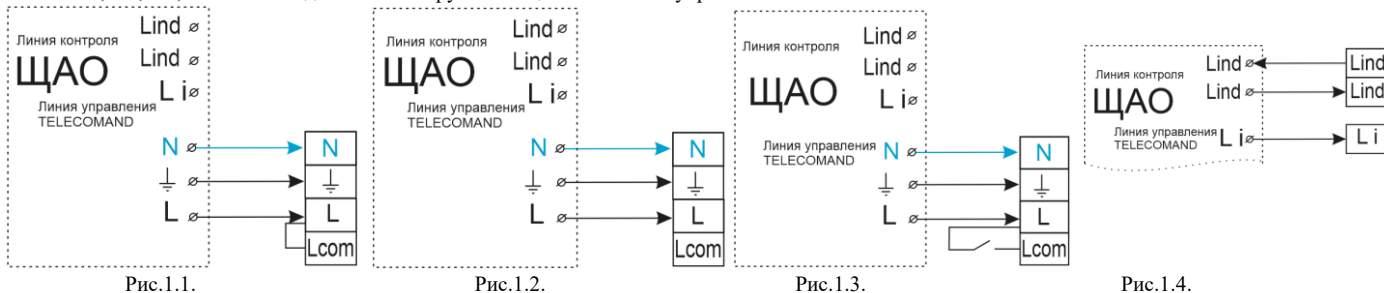 Линия контроля
ЩАО
Линия управления
TELECOMAND
Lind
Lind
L i
N
L
N
L
Lcom
Рис.1.1.
Линия контроля
ЩАО
Линия управления
TELECOMAND
Lind
Lind
L i
N
L
N
L
Lcom
Рис.1.2.
Линия контроля
ЩАО
Линия управления
TELECOMAND
Lind
Lind
L i
N
L
N
L
Lcom
Рис.1.3.
Линия контроля
ЩАО
Линия управления
TELECOMAND
Lind
Lind
L i
Lind
Lind
L i
Рис.1.4.